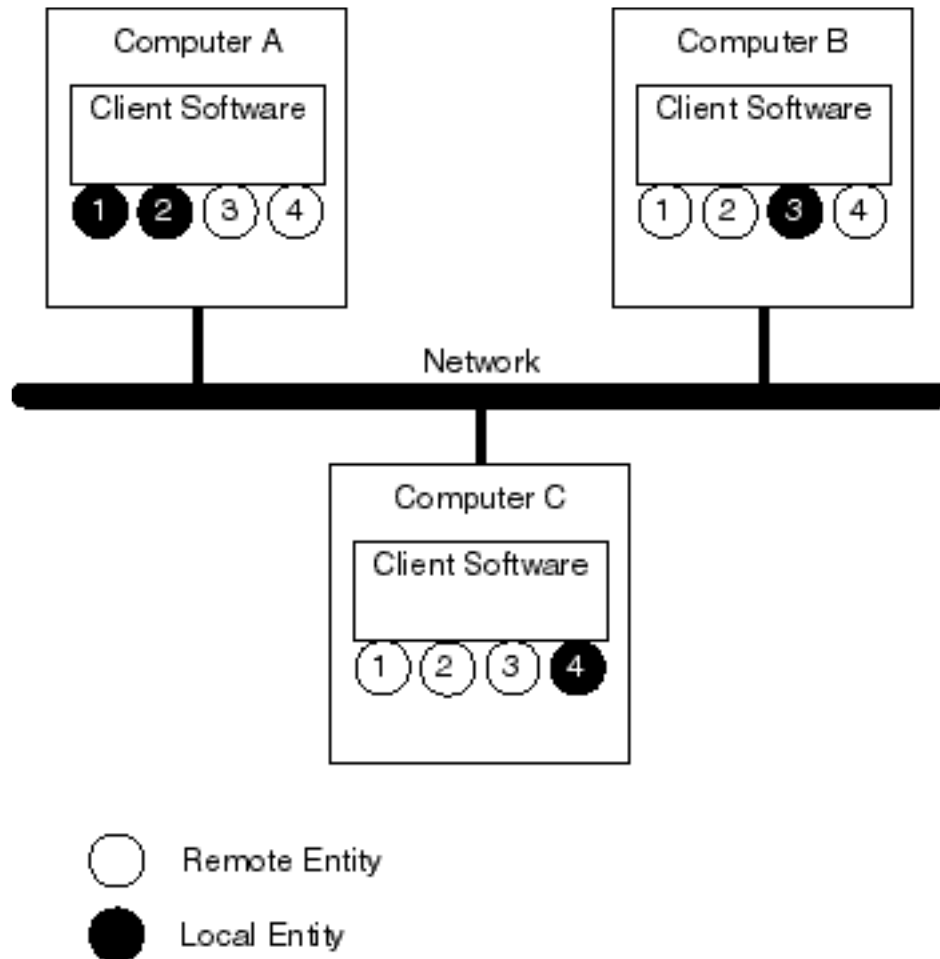 Computer A
Client Software
1 2 3 4
Computer B
Client Software
1 2 3 4
Network
Computer C
Client Software
1 2 3 4
Remote Entity
Local Entity